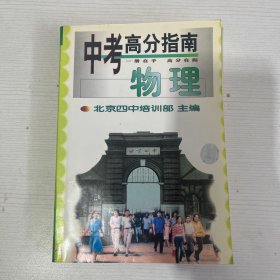 中考高分指南
一册在手 高分在握
物理
北京四中培训部 主编